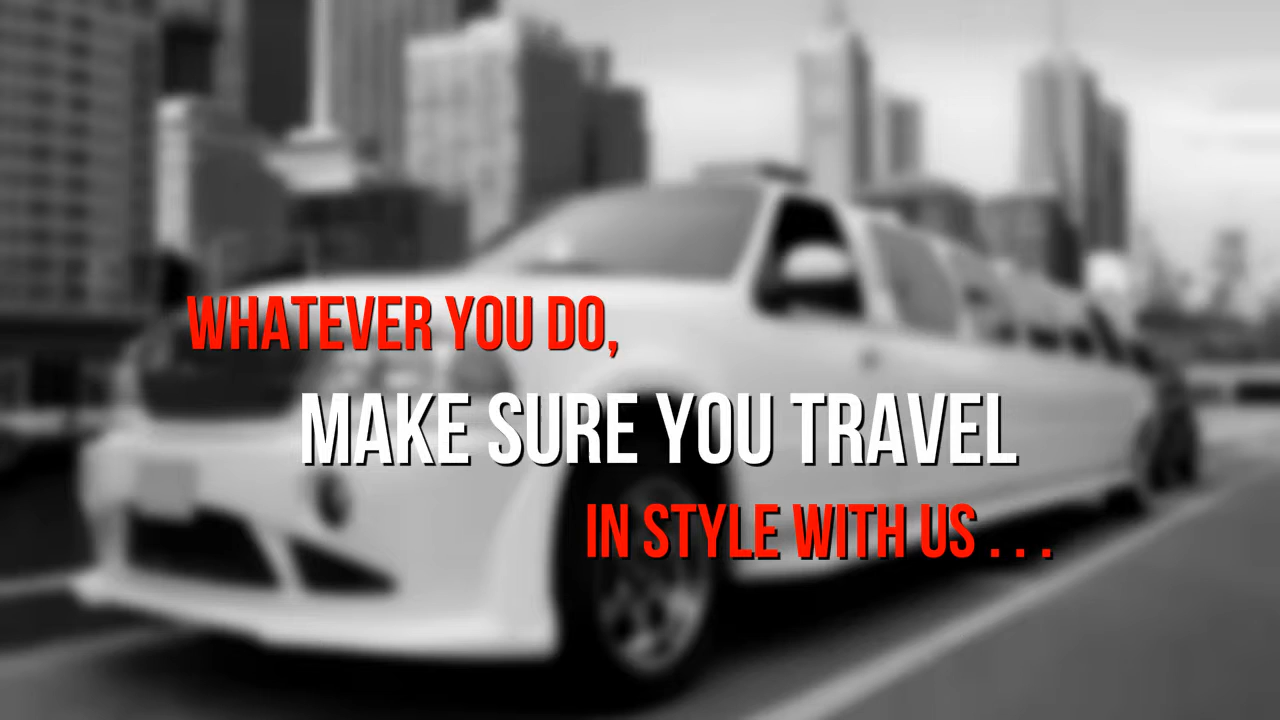 WHATEVER YOU DO,
MAKE SURE YOU TRAVEL
IN STYLE WITH US . . .